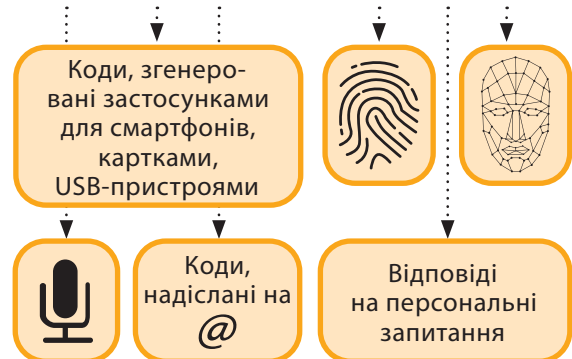 Коди, згенеро-
вані застосунками
для смартфонів,
картками,
USB-пристроями
Коди,
надіслані на
@
Відповіді
на персональні
запитання